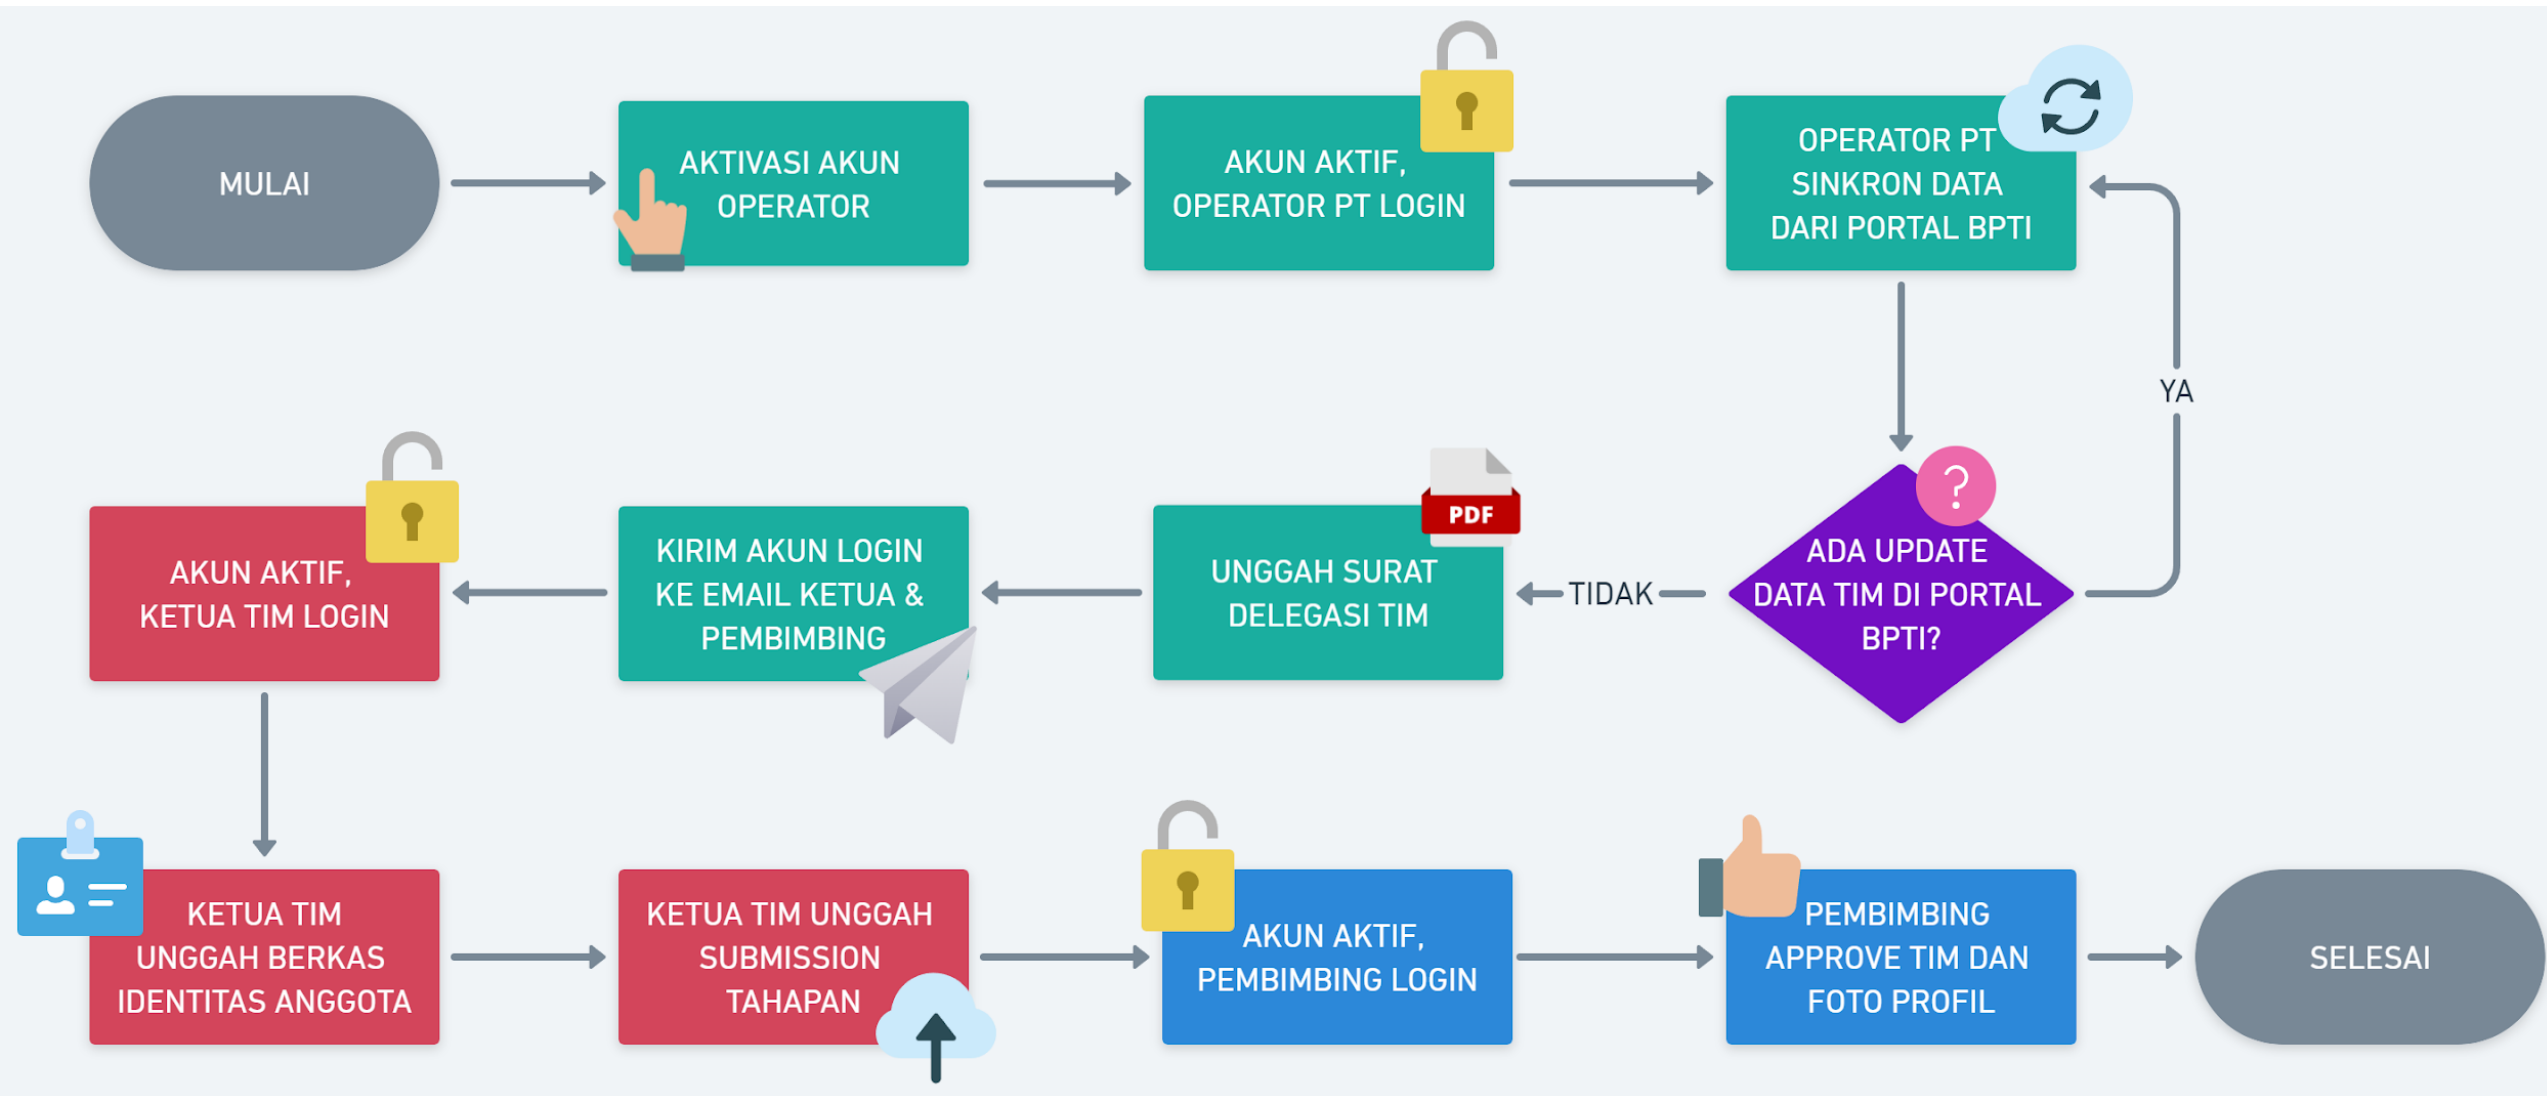 MULAI
AKTIVASI AKUN
OPERATOR
AKUN AKTIF,
OPERATOR PT LOGIN
OPERATOR PT
SINKRON DATA
DARI PORTAL BPTI
YA
ADA UPDATE
DATA TIM DI PORTAL
BPTI?
?
TIDAK
PDF
UNGGAH SURAT
DELEGASI TIM
KIRIM AKUN LOGIN
KE EMAIL KETUA &
PEMBIMBING
AKUN AKTIF,
KETUA TIM LOGIN
KETUA TIM
UNGGAH BERKAS
IDENTITAS ANGGOTA
KETUA TIM UNGGAH
SUBMISSION
TAHAPAN
AKUN AKTIF,
PEMBIMBING LOGIN
PEMBIMBING
APPROVE TIM DAN
FOTO PROFIL
SELESAI